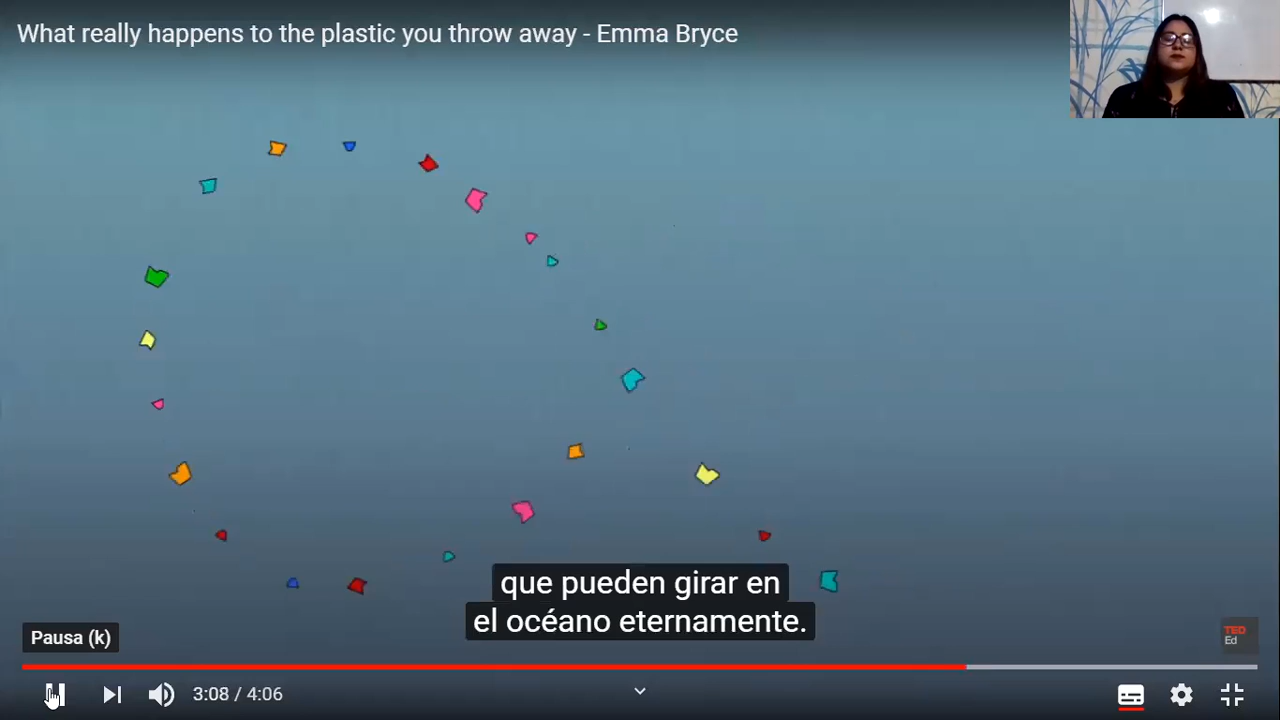 What really happens to the plastic you throw away - Emma Bryce
que pueden girar en
el océano eternamente.
Pausa (k)
TED
Ed
3:08 / 4:06